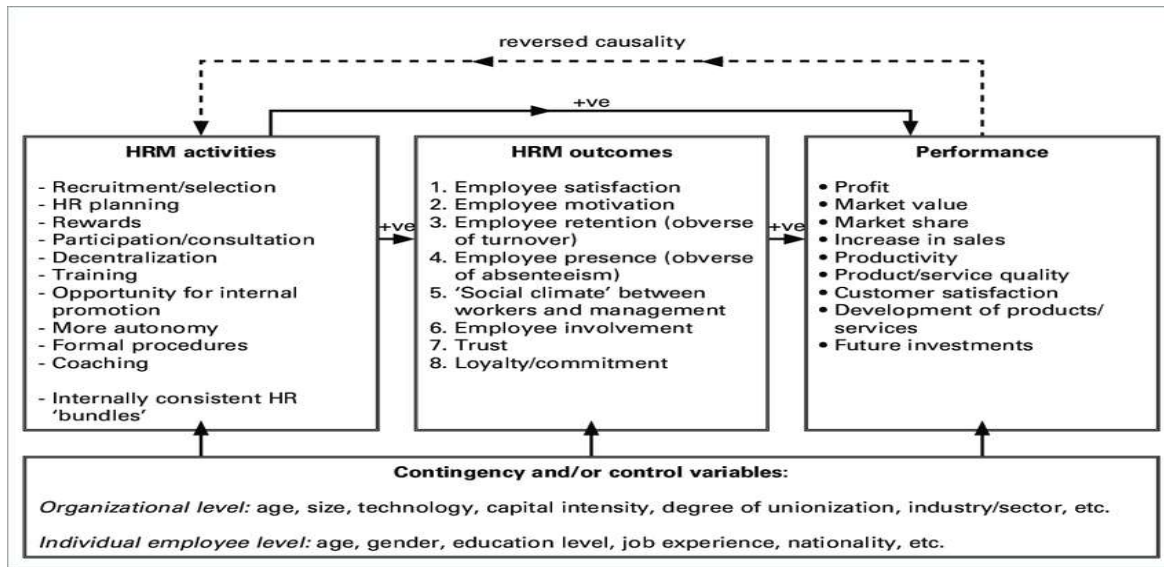 reversed causality
+ve
HRM activities
- Recruitment/selection
- HR planning
- Rewards
- Participation/consultation
- Decentralization
- Training
- Opportunity for internal
promotion
- More autonomy
- Formal procedures
- Coaching
- Internally consistent HR
‘bundles’
+ve
HRM outcomes
1. Employee satisfaction
2. Employee motivation
3. Employee retention (obverse
of turnover)
4. Employee presence (obverse
of absenteeism)
5. ‘Social climate’ between
workers and management
6. Employee involvement
7. Trust
8. Loyalty/commitment
+ve
Performance
• Profit
• Market value
• Market share
• Increase in sales
• Productivity
• Product/service quality
• Customer satisfaction
• Development of products/
services
• Future investments
Contingency and/or control variables:
Organizational level: age, size, technology, capital intensity, degree of unionization, industry/sector, etc.
Individual employee level: age, gender, education level, job experience, nationality, etc.